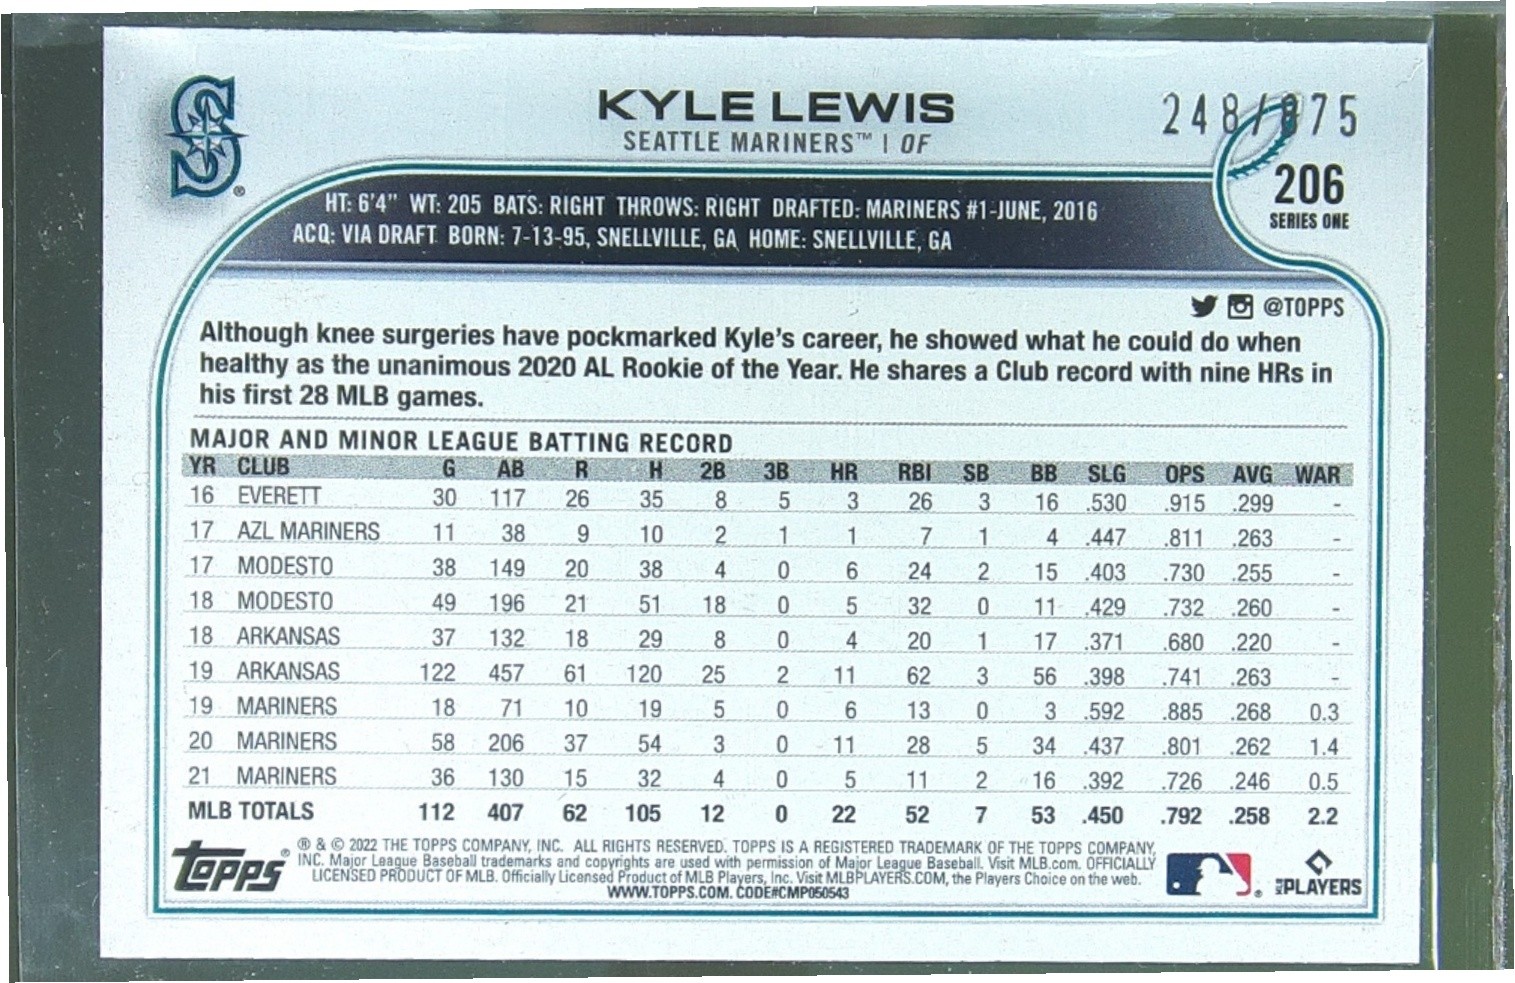 S ®
KYLE LEWIS
SEATTLE MARINERS™ | OF
248/875
206
SERIES ONE
HT: 6'4" WT: 205 BATS: RIGHT THROWS: RIGHT DRAFTED: MARINERS #1-JUNE, 2016
ACQ: VIA DRAFT BORN: 7-13-95, SNELLVILLE, GA HOME: SNELLVILLE, GA
@TOPPS
Although knee surgeries have pockmarked Kyle's career, he showed what he could do when
healthy as the unanimous 2020 AL Rookie of the Year. He shares a Club record with nine HRs in
his first 28 MLB games.
MAJOR AND MINOR LEAGUE BATTING RECORD
YR CLUB G AB R H 2B 3B HR RBI SB BB SLG OPS AVG WAR
16 EVERETT 30 117 26 35 8 5 3 26 3 16 .530 .915 .299 -
17 AZL MARINERS 11 38 9 10 2 1 1 7 1 4 .447 .811 .263 -
17 MODESTO 38 149 20 38 4 0 6 24 2 15 .403 .730 .255 -
18 MODESTO 49 196 21 51 18 0 5 32 0 11 .429 .732 .260 -
18 ARKANSAS 37 132 18 29 8 0 4 20 1 17 .371 .680 .220 -
19 ARKANSAS 122 457 61 120 25 2 11 62 3 56 .398 .741 .263 -
19 MARINERS 18 71 10 19 5 0 6 13 0 3 .592 .885 .268 0.3
20 MARINERS 58 206 37 54 3 0 11 28 5 34 .437 .801 .262 1.4
21 MARINERS 36 130 15 32 4 0 5 11 2 16 .392 .726 .246 0.5
MLB TOTALS 112 407 62 105 12 0 22 52 7 53 .450 .792 .258 2.2
Topps®
® & © 2022 THE TOPPS COMPANY, INC. ALL RIGHTS RESERVED. TOPPS IS A REGISTERED TRADEMARK OF THE TOPPS COMPANY,
INC. Major League Baseball trademarks and copyrights are used with permission of Major League Baseball. Visit MLB.com. OFFICIALLY
LICENSED PRODUCT OF MLB. Officially Licensed Product of MLB Players, Inc. Visit MLBPLAYERS.COM, the Players Choice on the web.
WWW.TOPPS.COM. CODE#CMP050543
®
MLB PLAYERS